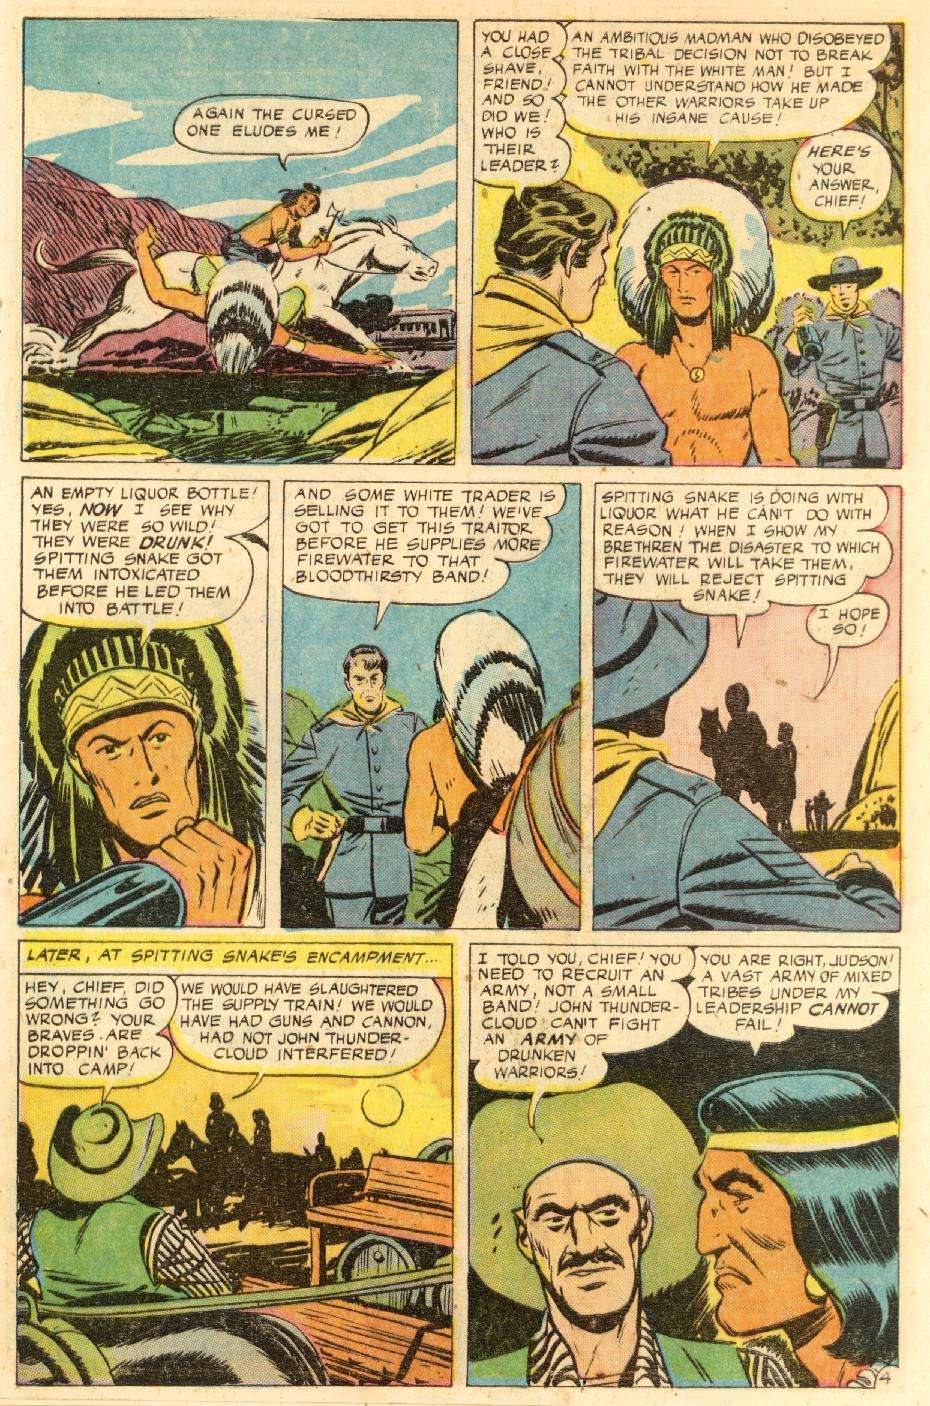 AGAIN THE CURSED
ONE ELUDES ME!
YOU HAD
A CLOSE
SHAVE,
FRIEND!
AND SO
DID WE!
WHO IS
THEIR
LEADER?
AN AMBITIOUS MADMAN WHO DISOBEYED
THE TRIBAL DECISION NOT TO BREAK
FAITH WITH THE WHITE MAN! BUT I
CANNOT UNDERSTAND HOW HE MADE
THE OTHER WARRIORS TAKE UP
HIS INSANE CAUSE!
HERE'S
YOUR
ANSWER,
CHIEF!
AN EMPTY LIQUOR BOTTLE!
YES, NOW I SEE WHY
THEY WERE SO WILD!
THEY WERE DRUNK!
SPITTING SNAKE GOT
THEM INTOXICATED
BEFORE HE LED THEM
INTO BATTLE!
AND SOME WHITE TRADER IS
SELLING IT TO THEM! WE'VE
GOT TO GET THIS TRAITOR
BEFORE HE SUPPLIES MORE
FIREWATER TO THAT
BLOODTHIRSTY BAND!
SPITTING SNAKE IS DOING WITH
LIQUOR WHAT HE CAN'T DO WITH
REASON! WHEN I SHOW MY
BRETHREN THE DISASTER TO WHICH
FIREWATER WILL TAKE THEM,
THEY WILL REJECT SPITTING
SNAKE!
I HOPE
SO!
LATER, AT SPITTING SNAKE'S ENCAMPMENT...
HEY, CHIEF, DID
SOMETHING GO
WRONG? YOUR
BRAVES ARE
DROPPIN' BACK
INTO CAMP!
WE WOULD HAVE SLAUGHTERED
THE SUPPLY TRAIN! WE WOULD
HAVE HAD GUNS AND CANNON,
HAD NOT JOHN THUNDER-
CLOUD INTERFERED!
I TOLD YOU, CHIEF! YOU
NEED TO RECRUIT AN
ARMY, NOT A SMALL
BAND! JOHN THUNDER-
CLOUD CAN'T FIGHT
AN ARMY OF
DRUNKEN
WARRIORS!
YOU ARE RIGHT, JUDSON!
A VAST ARMY OF MIXED
TRIBES UNDER MY
LEADERSHIP CANNOT
FAIL!
4